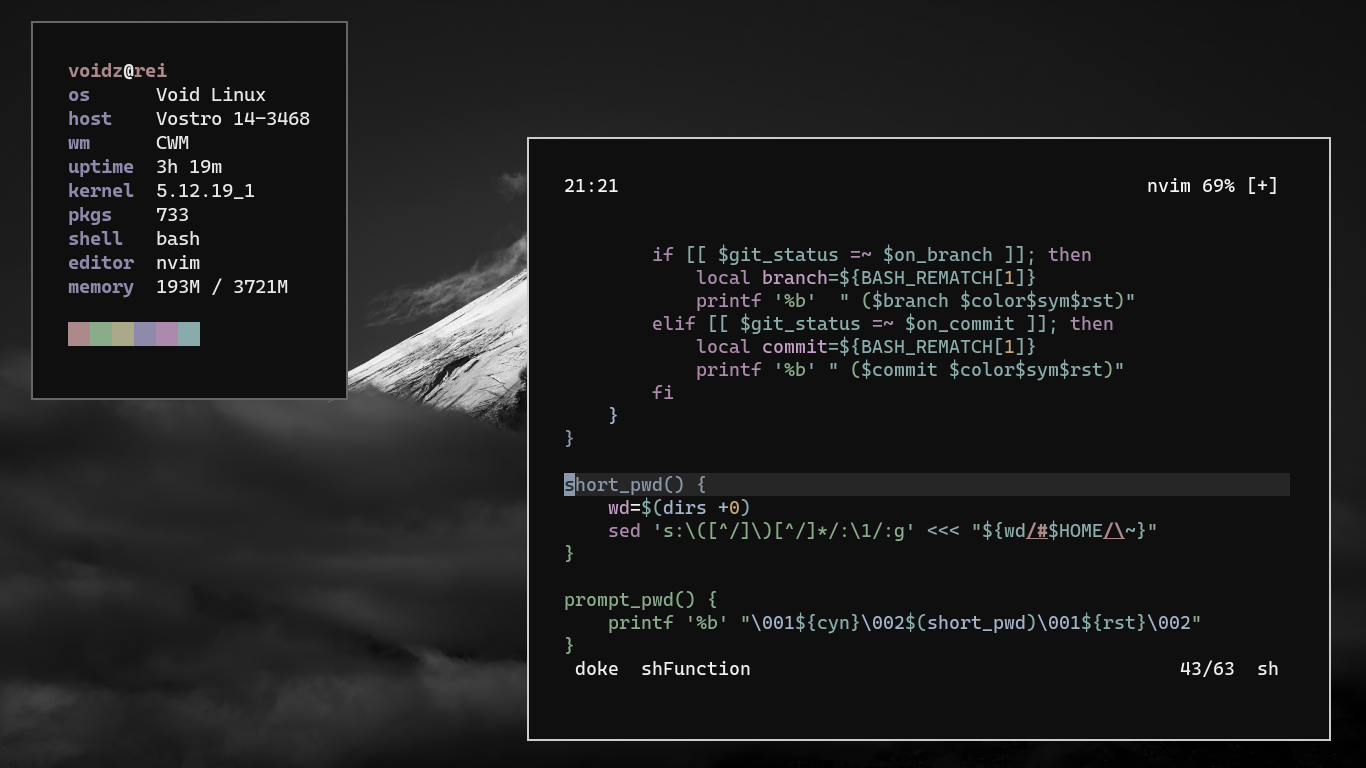 voidz@rei
os Void Linux
host Vostro 14-3468
wm CWM
uptime 3h 19m
kernel 5.12.19_1
pkgs 733
shell bash
editor nvim
memory 193M / 3721M
21:21 nvim 69% [+]
if [[ $git_status =~ $on_branch ]]; then
local branch=${BASH_REMATCH[1]}
printf '%b'  " ($branch $color$sym$rst)"
elif [[ $git_status =~ $on_commit ]]; then
local commit=${BASH_REMATCH[1]}
printf '%b' " ($commit $color$sym$rst)"
fi
}
}
short_pwd() {
wd=$(dirs +0)
sed 's:\([^/]\)[^/]*/:\1/:g' <<< "${wd/#$HOME/\~}"
}
prompt_pwd() {
printf '%b' "\001${cyn}\002$(short_pwd)\001${rst}\002"
}
doke shFunction 43/63 sh